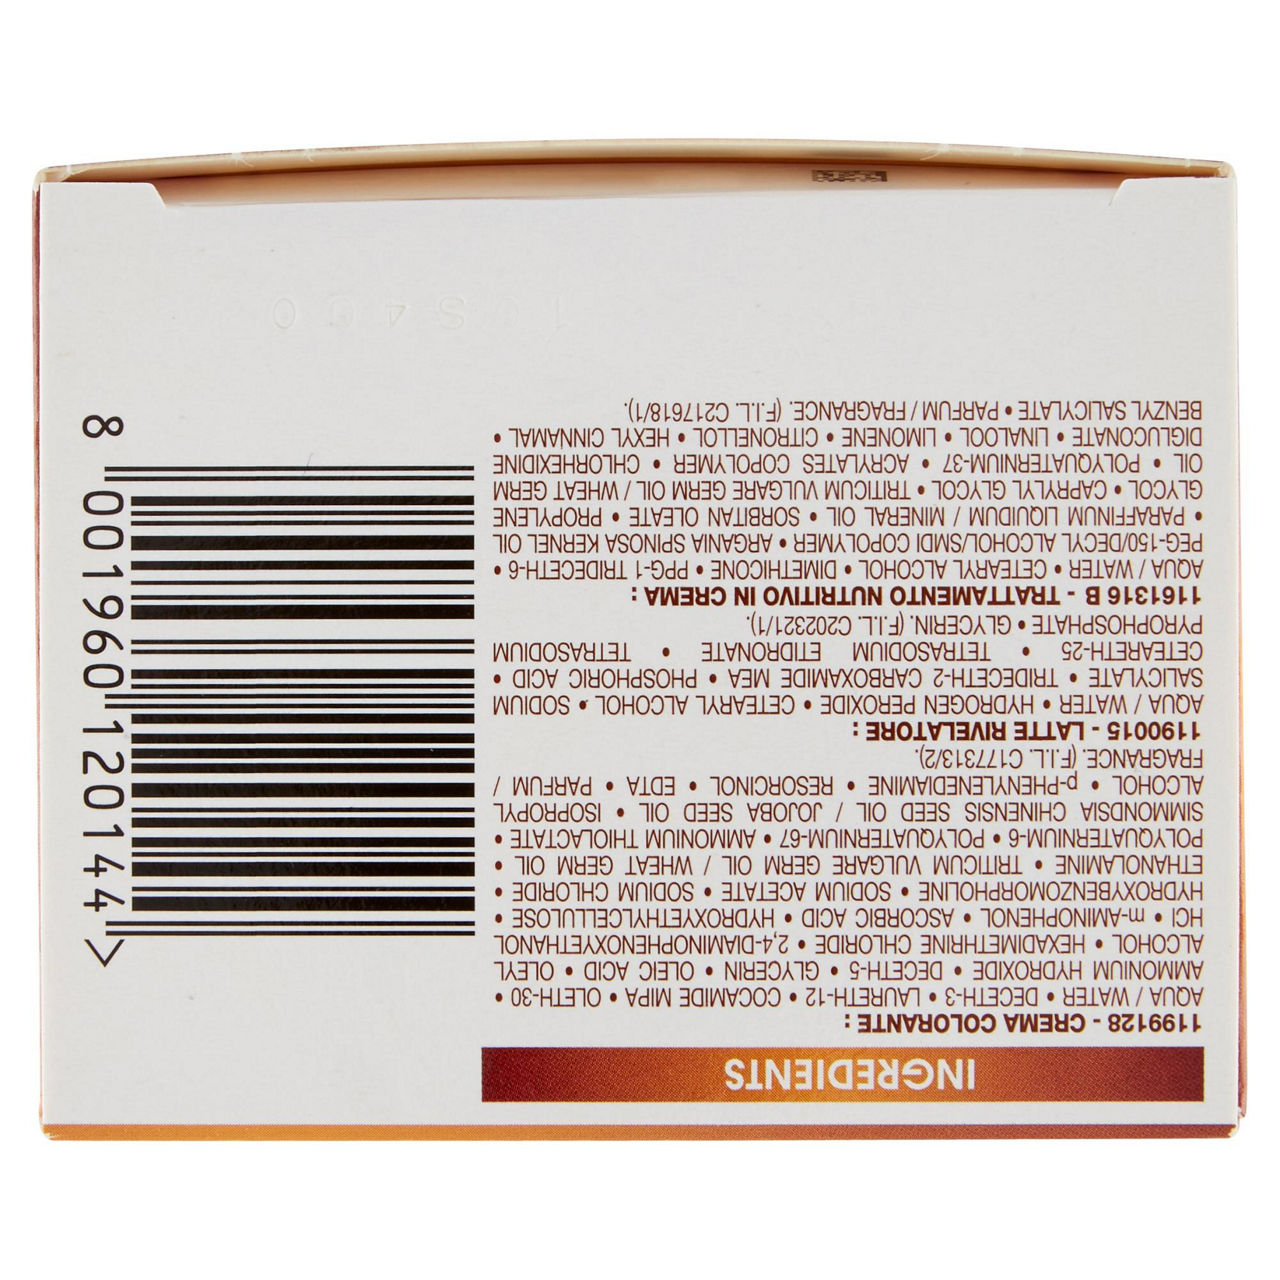 INGREDIENTS
1199128 - CREMA COLORANTE :
AQUA / WATER • DECETH-3 • LAURETH-12 • COCAMIDE MIPA • OLETH-30 •
AMMONIUM HYDROXIDE • DECETH-5 • GLYCERIN • OLEIC ACID • OLEYL
ALCOHOL • HEXADIMETHRINE CHLORIDE • 2,4-DIAMINOPHENOXYETHANOL
HCI • m-AMINOPHENOL • ASCORBIC ACID • HYDROXYETHYLCELLULOSE •
HYDROXYBENZOMORPHOLINE • SODIUM ACETATE • SODIUM CHLORIDE •
ETHANOLAMINE • TRITICUM VULGARE GERM OIL / WHEAT GERM OIL •
POLYQUATERNIUM-6 • POLYQUATERNIUM-67 • AMMONIUM THIOLACTATE •
SIMMONDSIA CHINENSIS SEED OIL / JOJOBA SEED OIL • ISOPROPYL
ALCOHOL • p-PHENYLENEDIAMINE • RESORCINOL • EDTA • PARFUM /
FRAGRANCE. (F.I.L. C177313/2).
1190015 - LATTE RIVELATORE :
AQUA / WATER • HYDROGEN PEROXIDE • CETEARYL ALCOHOL • SODIUM
SALICYLATE • TRIDECETH-2 CARBOXAMIDE MEA • PHOSPHORIC ACID •
CETEARETH-25 • TETRASODIUM ETIDRONATE • TETRASODIUM
PYROPHOSPHATE • GLYCERIN. (F.I.L. C202321/1).
1161316 B - TRATTAMENTO NUTRITIVO IN CREMA :
AQUA / WATER • CETEARYL ALCOHOL • DIMETHICONE • PPG-1 TRIDECETH-6 •
PEG-150/DECYL ALCOHOL/SMDI COPOLYMER • ARGANIA SPINOSA KERNEL OIL
• PARAFFINUM LIQUIDUM / MINERAL OIL • SORBITAN OLEATE • PROPYLENE
GLYCOL • CAPRYLYL GLYCOL • TRITICUM VULGARE GERM OIL / WHEAT GERM
OIL • POLYQUATERNIUM-37 • ACRYLATES COPOLYMER • CHLORHEXIDINE
DIGLUCONATE • LINALOOL • LIMONENE • CITRONELLOL • HEXYL CINNAMAL •
BENZYL SALICYLATE • PARFUM / FRAGRANCE. (F.I.L. C217618/1).
8 001960 120144 >